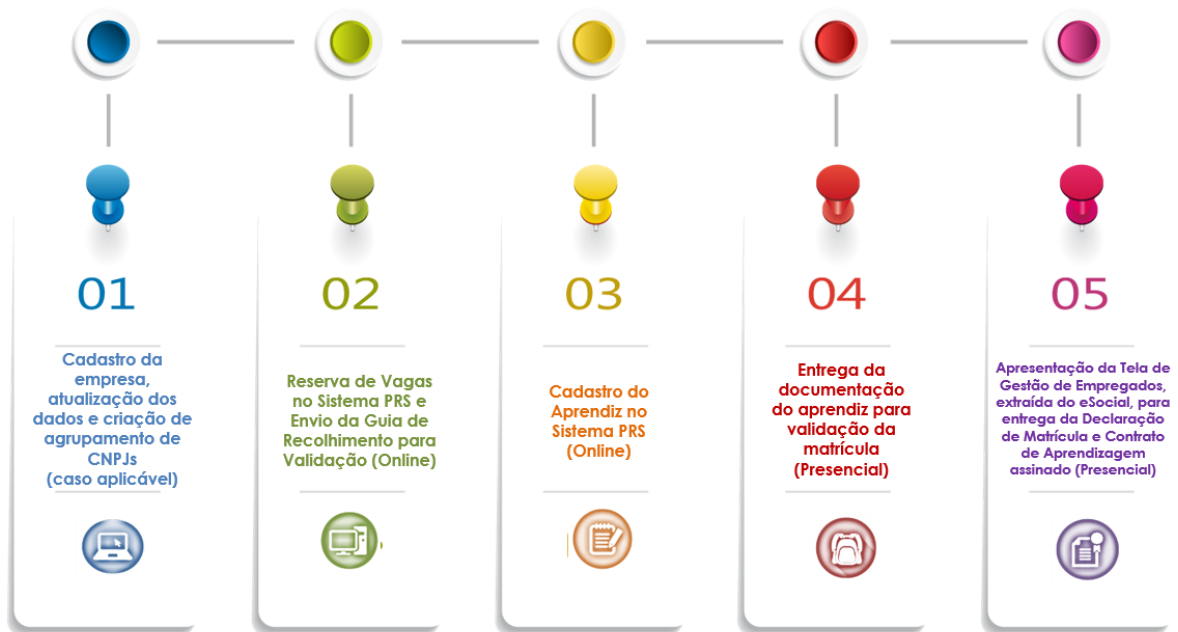 01
Cadastro da
empresa,
atualização dos
dados e criação de
agrupamento de
CNPJs
(caso aplicável)
02
Reserva de Vagas
no Sistema PRS e
Envio da Guia de
Recolhimento para
Validação (Online)
03
Cadastro do
Aprendiz no
Sistema PRS
(Online)
04
Entrega da
documentação
do aprendiz para
validação da
matrícula
(Presencial)
05
Apresentação da Tela de
Gestão de Empregados,
extraída do eSocial, para
entrega da Declaração
de Matrícula e Contrato
de Aprendizagem
assinado (Presencial)